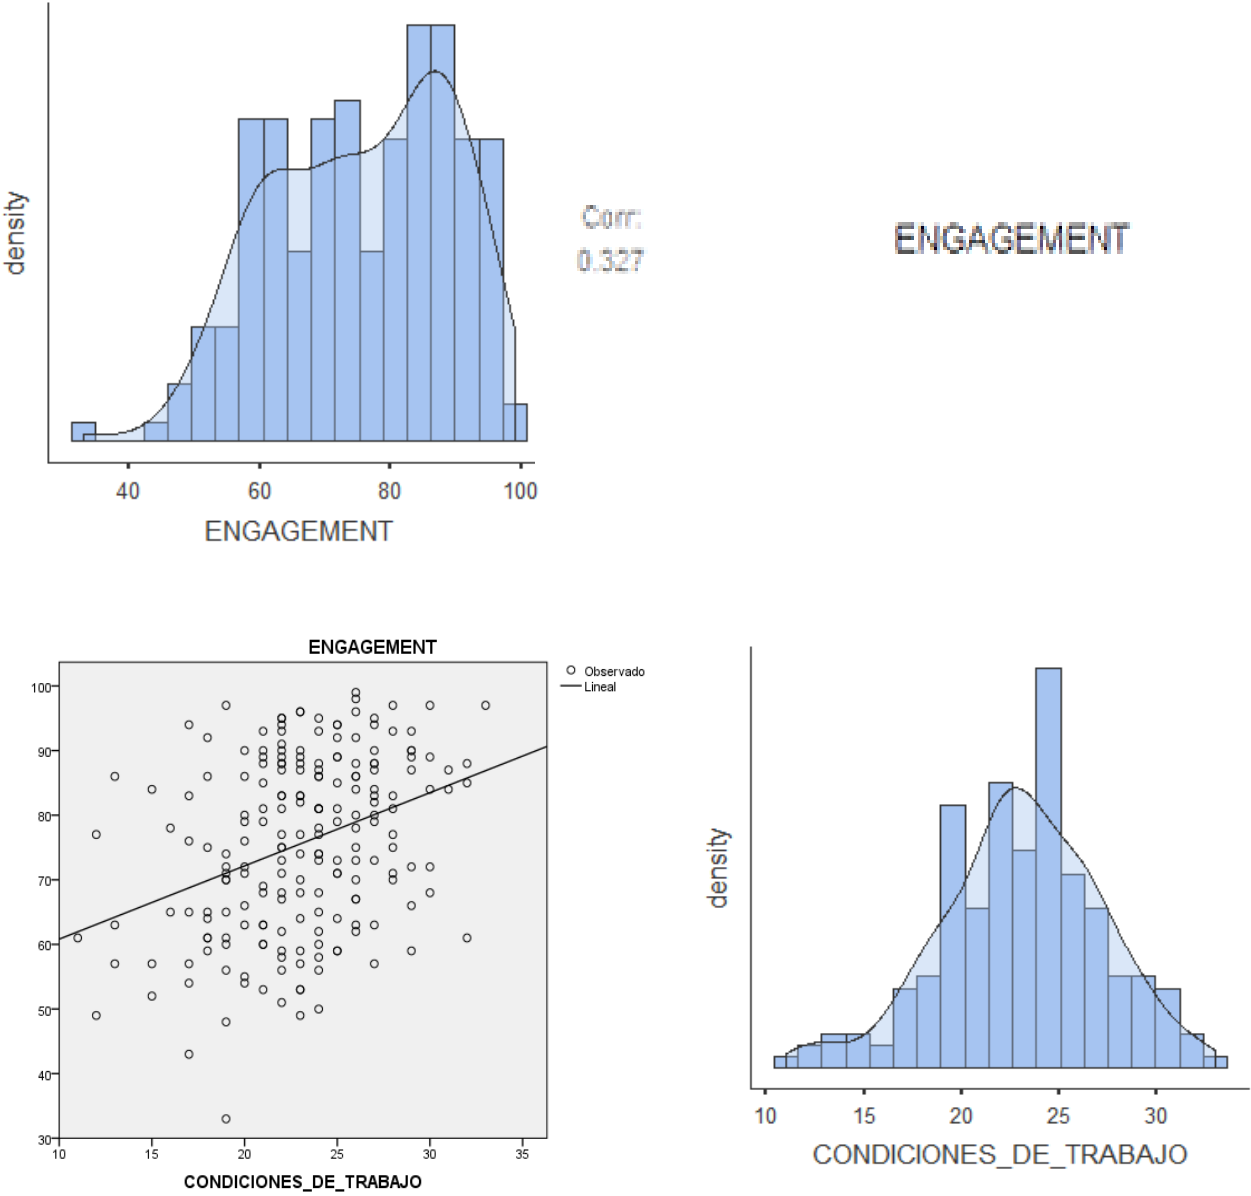 density
Corr:
0.327
ENGAGEMENT
40 60 80 100
ENGAGEMENT
ENGAGEMENT
Observado
Lineal
100
90
80
70
60
50
40
30
10 15 20 25 30 35
CONDICIONES_DE_TRABAJO
density
10 15 20 25 30
CONDICIONES_DE_TRABAJO